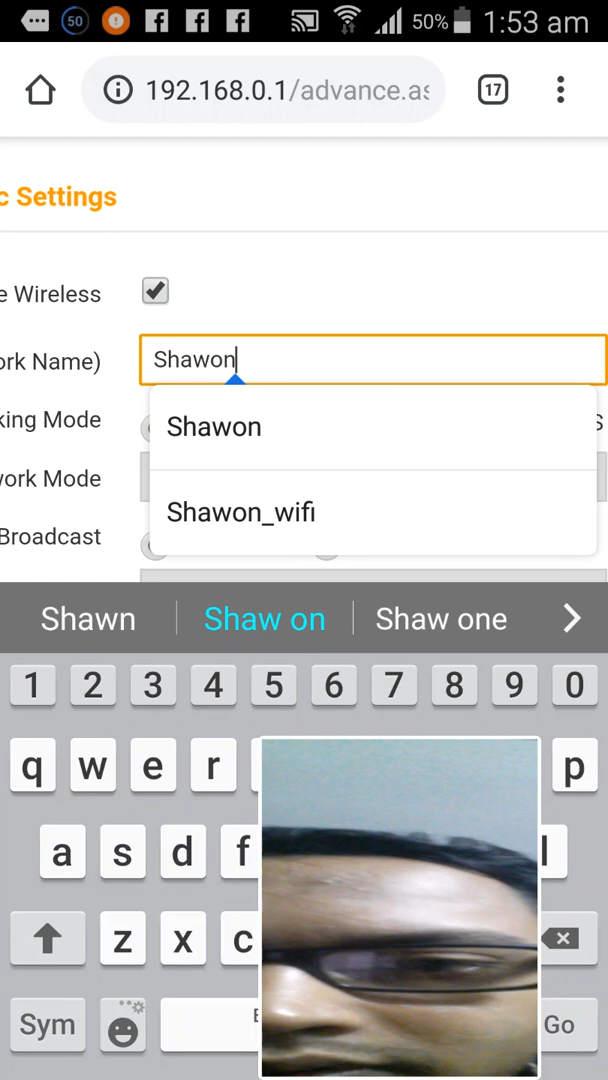 50 50% 1:53 am
192.168.0.1/advance.as 17
c Settings
e Wireless
ork Name) Shawon
king Mode S
Shawon
vork Mode
Shawon_wifi
Broadcast
Shawn Shaw on Shaw one
1 2 3 4 5 6 7 8 9 0
q w e r p
a s d f l
z x c
Sym E Go